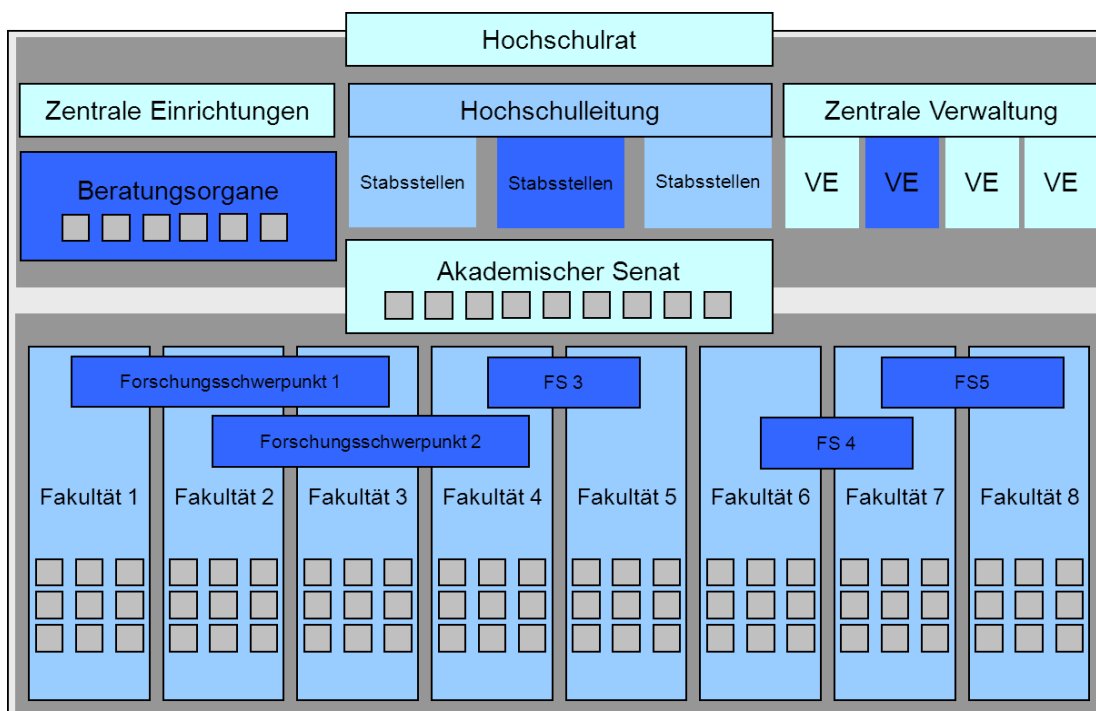 Hochschulrat
Zentrale Einrichtungen
Hochschulleitung
Zentrale Verwaltung
Beratungsorgane
Stabsstellen
Stabsstellen
Stabsstellen
VE
VE
VE
VE
Akademischer Senat
Forschungsschwerpunkt 1
FS 3
FS5
Forschungsschwerpunkt 2
FS 4
Fakultät 1
Fakultät 2
Fakultät 3
Fakultät 4
Fakultät 5
Fakultät 6
Fakultät 7
Fakultät 8